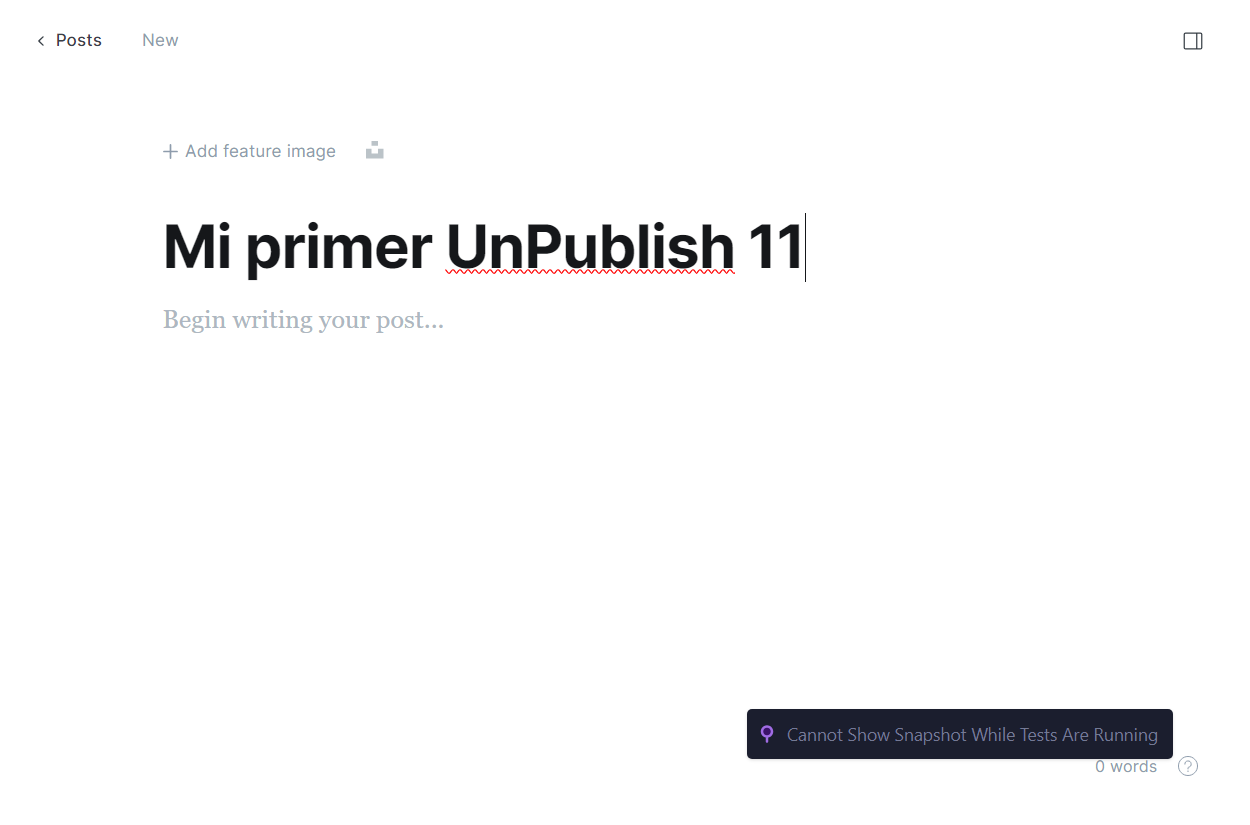 Posts
New
Add feature image
Mi primer UnPublish 11
Begin writing your post...
Cannot Show Snapshot While Tests Are Running
0 words
?